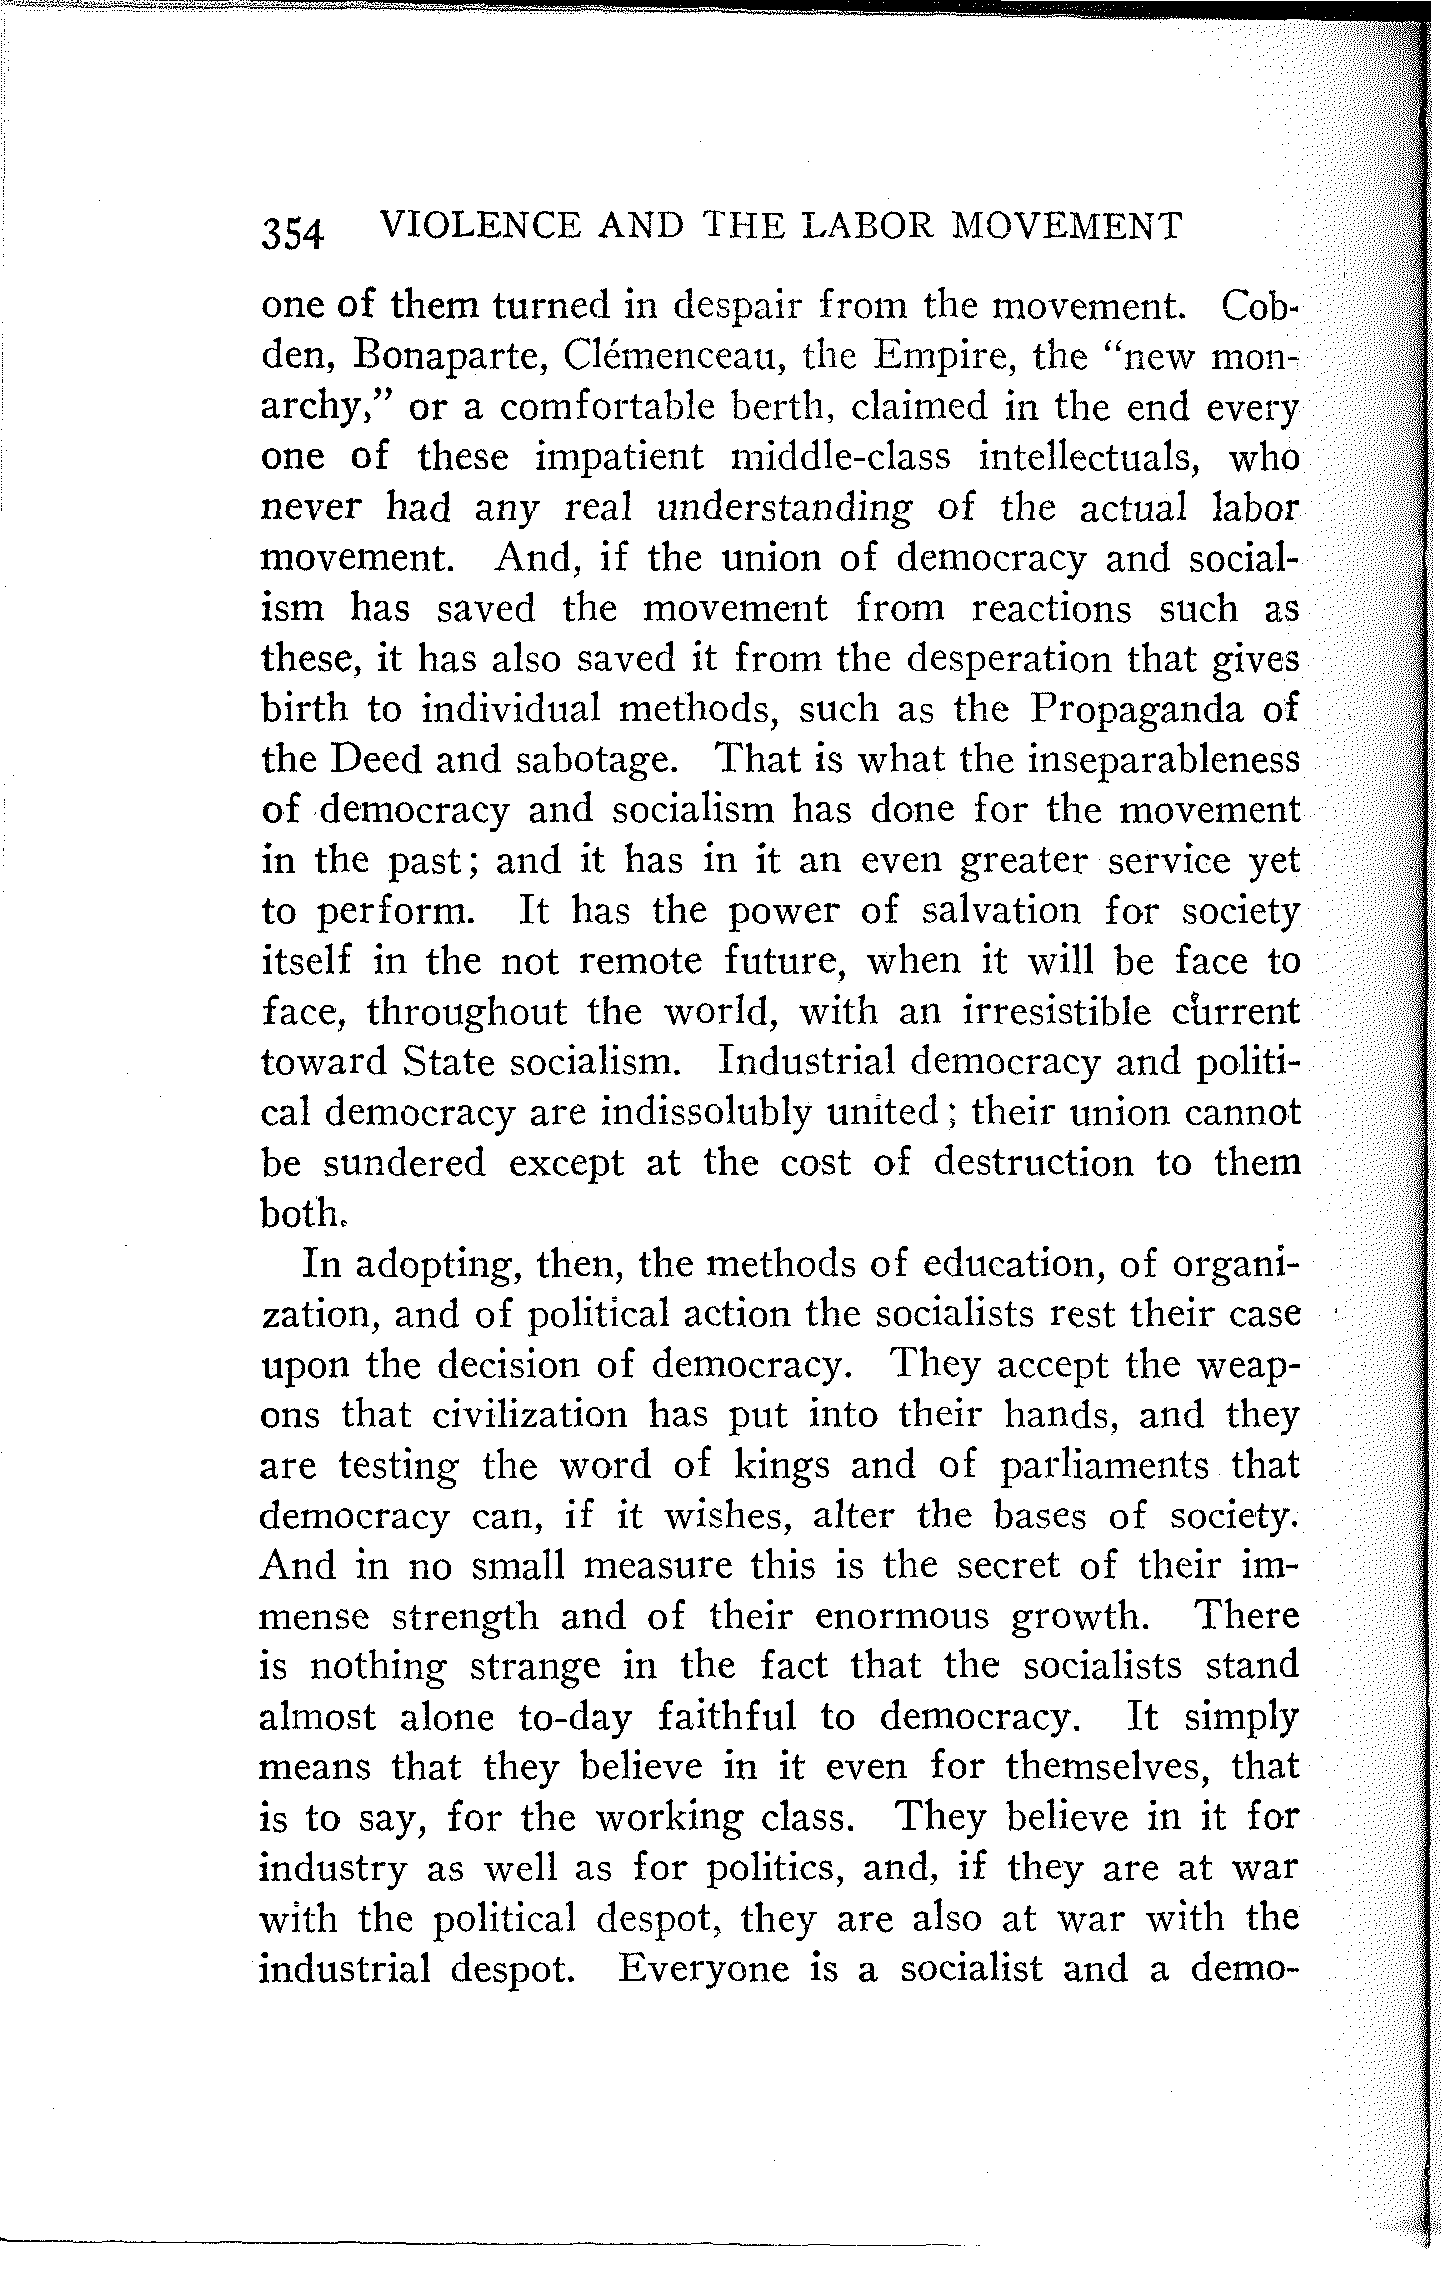 354 VIOLENCE AND THE LABOR MOVEMENT
one of them turned in despair from the movement. Cob-
den, Bonaparte, Clémenceau, the Empire, the "new mon-
archy," or a comfortable berth, claimed in the end every
one of these impatient middle-class intellectuals, who
never had any real understanding of the actual labor
movement. And, if the union of democracy and social-
ism has saved the movement from reactions such as
these, it has also saved it from the desperation that gives
birth to individual methods, such as the Propaganda of
the Deed and sabotage. That is what the inseparableness
of democracy and socialism has done for the movement
in the past; and it has in it an even greater service yet
to perform. It has the power of salvation for society
itself in the not remote future, when it will be face to
face, throughout the world, with an irresistible current
toward State socialism. Industrial democracy and politi-
cal democracy are indissolubly united; their union cannot
be sundered except at the cost of destruction to them
both.
In adopting, then, the methods of education, of organi-
zation, and of political action the socialists rest their case
upon the decision of democracy. They accept the weap-
ons that civilization has put into their hands, and they
are testing the word of kings and of parliaments that
democracy can, if it wishes, alter the bases of society.
And in no small measure this is the secret of their im-
mense strength and of their enormous growth. There
is nothing strange in the fact that the socialists stand
almost alone to-day faithful to democracy. It simply
means that they believe in it even for themselves, that
is to say, for the working class. They believe in it for
industry as well as for politics, and, if they are at war
with the political despot, they are also at war with the
industrial despot. Everyone is a socialist and a demo-